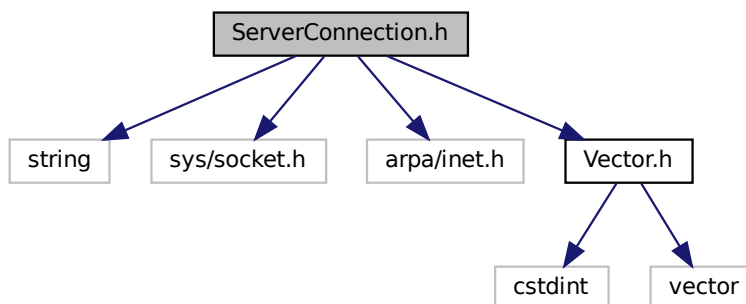 ServerConnection.h
string
sys/socket.h
arpa/inet.h
Vector.h
cstdint
vector